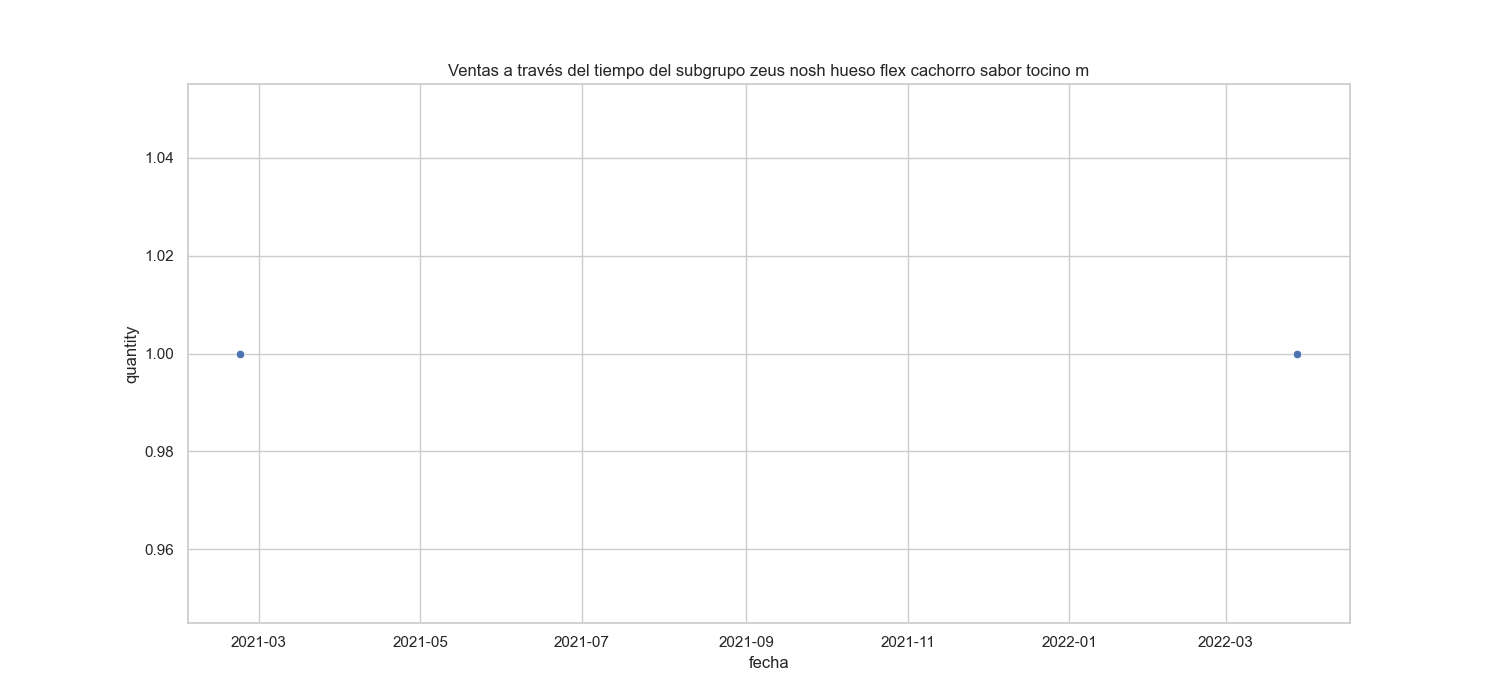 Ventas a través del tiempo del subgrupo zeus nosh hueso flex cachorro sabor tocino m
1.04
1.02
1.00
0.98
0.96
quantity
2021-03 2021-05 2021-07 2021-09 2021-11 2022-01 2022-03
fecha